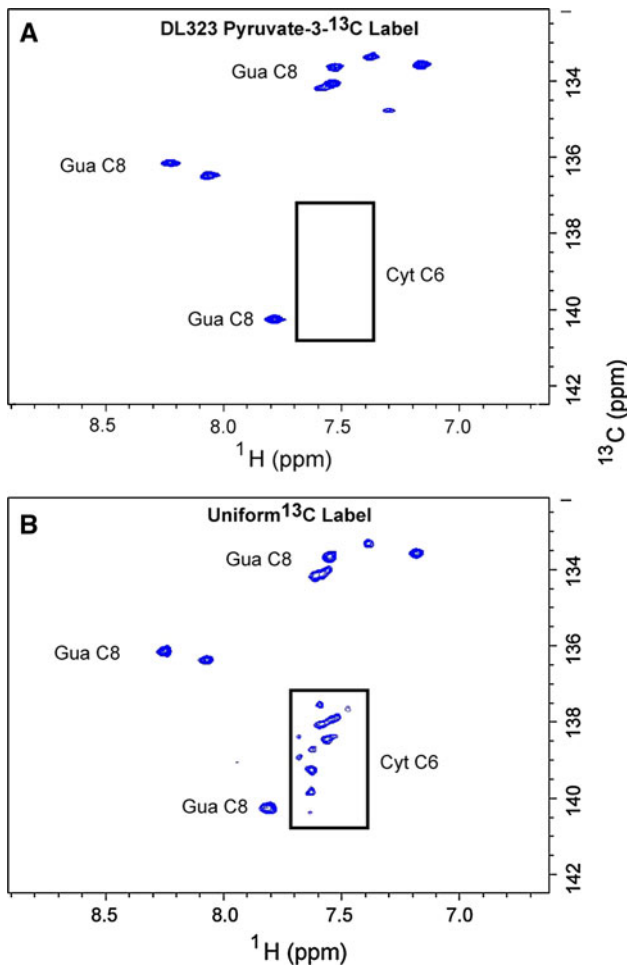 A
DL323 Pyruvate-3-¹³C Label
Gua C8
134
Gua C8
136
138
Cyt C6
Gua C8
140
142
8.5
8.0
7.5
7.0
¹H (ppm)
¹³C (ppm)
B
Uniform ¹³C Label
Gua C8
134
Gua C8
136
138
Cyt C6
Gua C8
140
142
8.5
8.0
7.5
7.0
¹H (ppm)